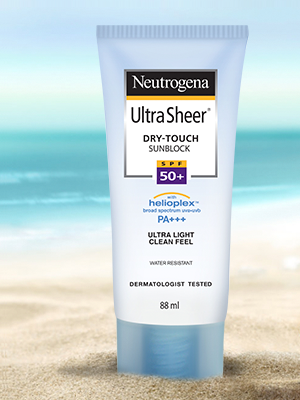 Neutrogena
Ultra Sheer®
DRY-TOUCH
SUNBLOCK
SPF
50+
with
helioplex™
broad spectrum uva-uvb
PA+++
ULTRA LIGHT
CLEAN FEEL
WATER RESISTANT
DERMATOLOGIST TESTED
88 ml